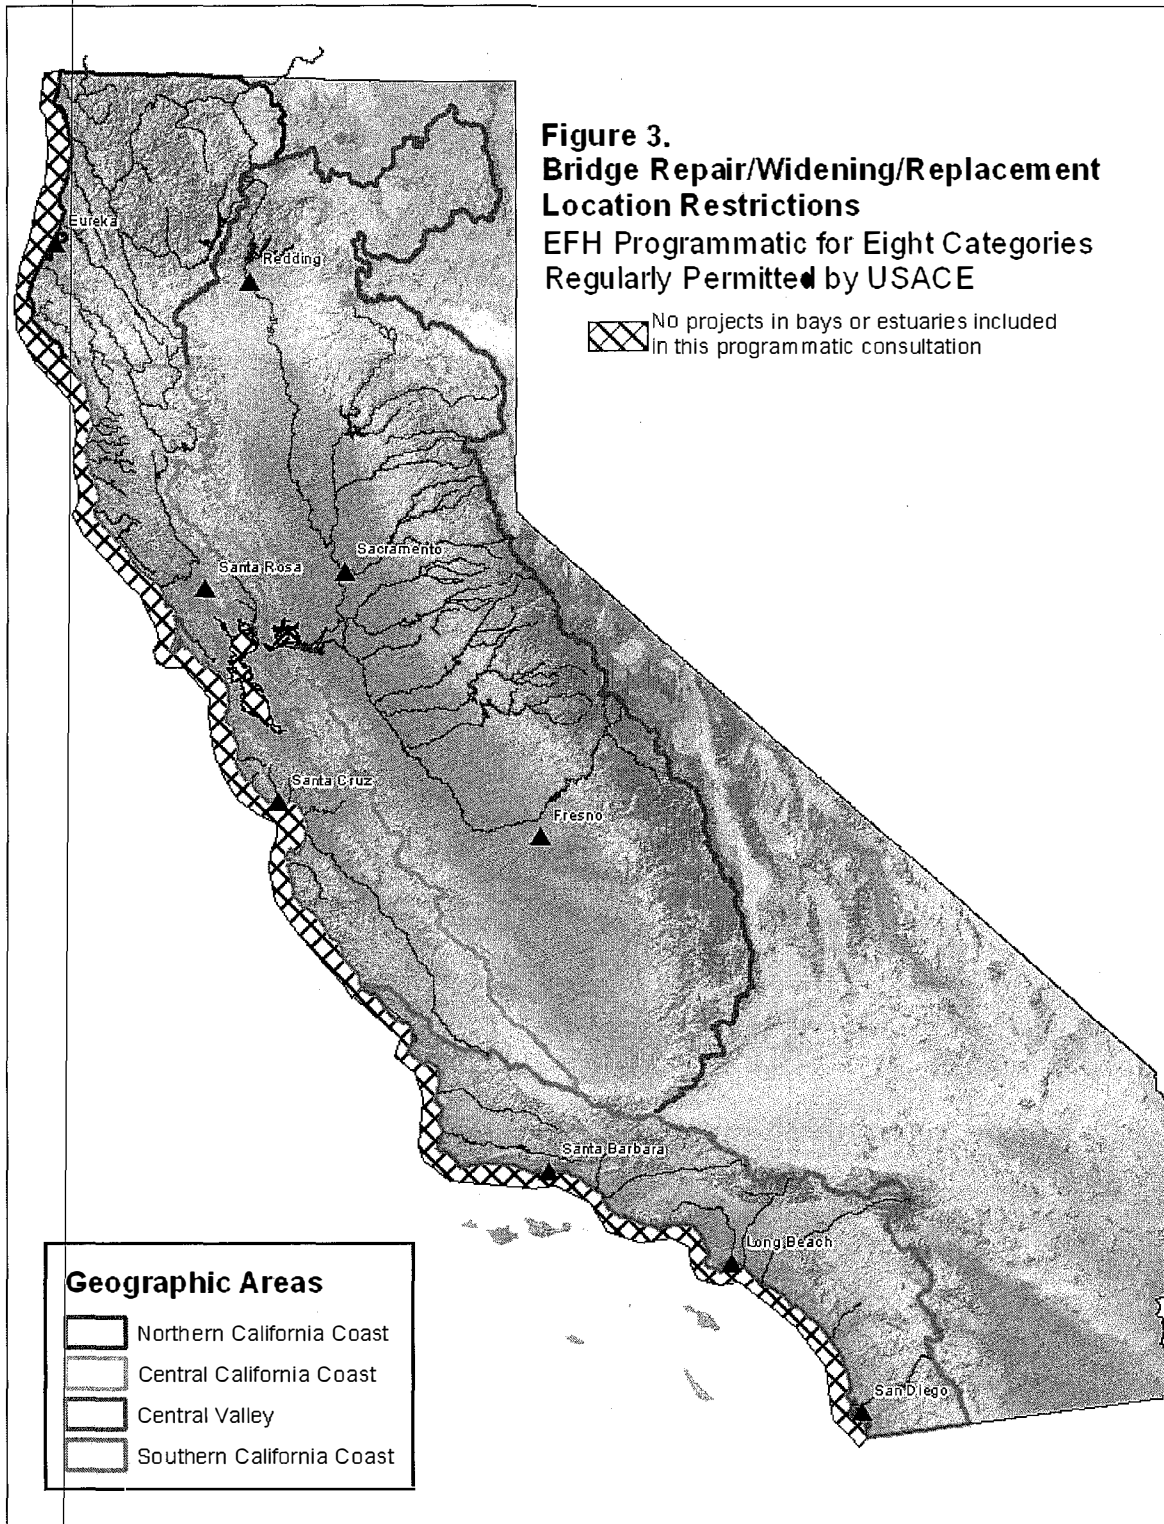 Figure 3.
Bridge Repair/Widening/Replacement
Location Restrictions
EFH Programmatic for Eight Categories
Regularly Permitted by USACE
No projects in bays or estuaries included
in this programmatic consultation
Eureka
Redding
Sacramento
Santa Rosa
Santa Cruz
Fresno
Santa Barbara
Long Beach
San Diego
Geographic Areas
Northern California Coast
Central California Coast
Central Valley
Southern California Coast